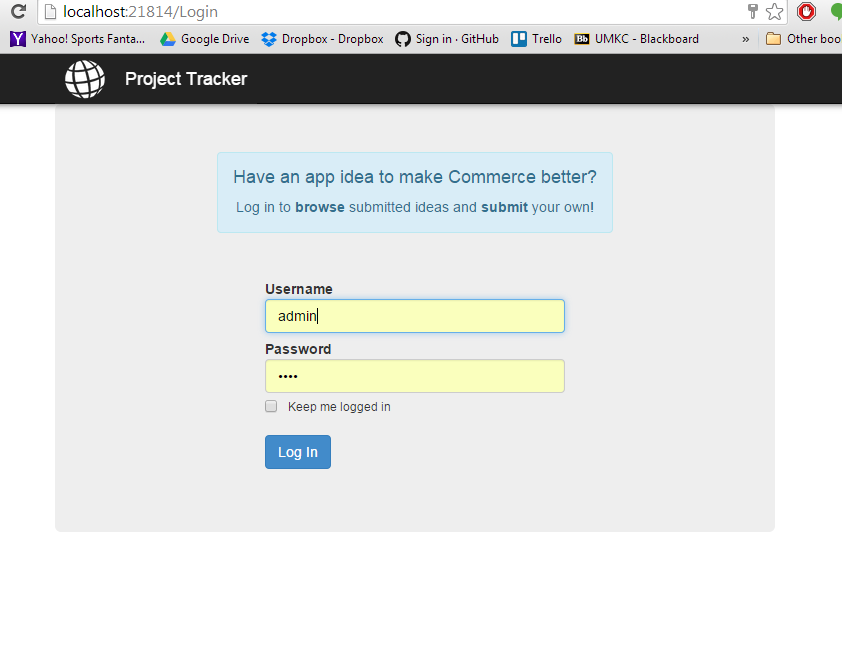 localhost:21814/Login
Yahoo! Sports Fanta... Google Drive Dropbox - Dropbox Sign in · GitHub Trello Bb UMKC - Blackboard » Other boo
Project Tracker
Have an app idea to make Commerce better?
Log in to browse submitted ideas and submit your own!
Username
admin
Password
••••
Keep me logged in
Log In